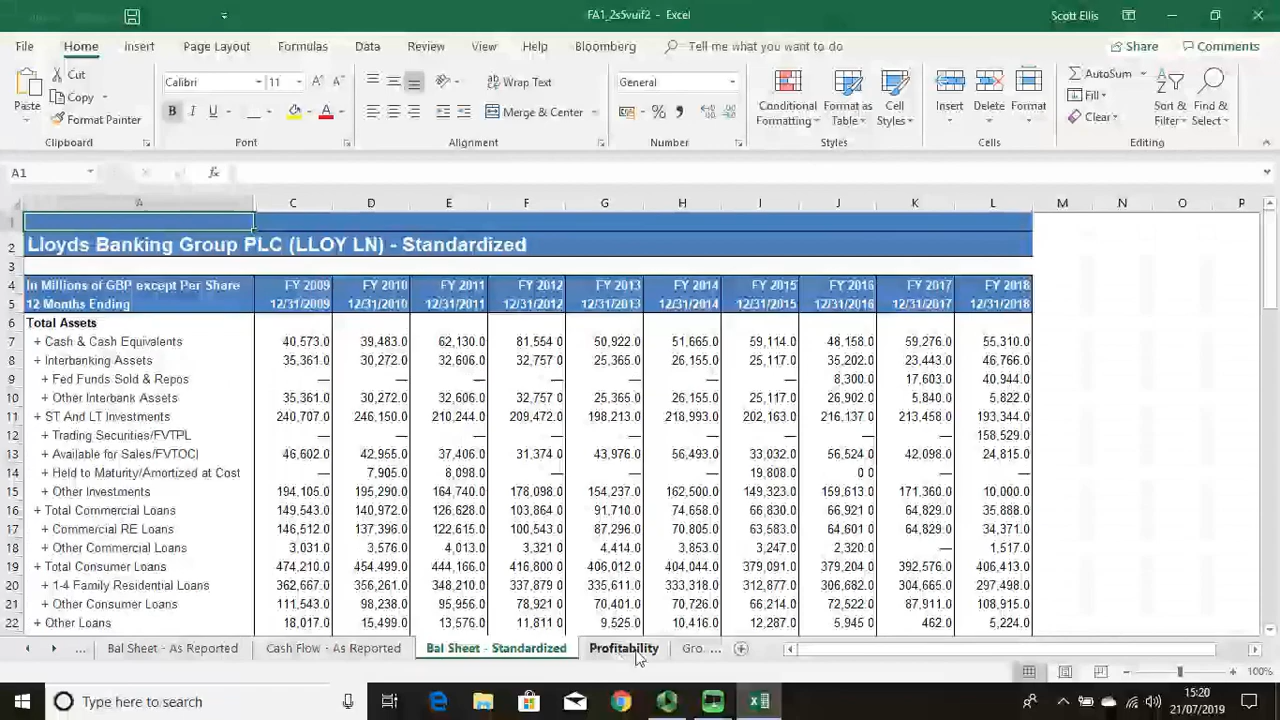 FA1_2s5vuif2 - Excel
Scott Ellis
File Home Insert Page Layout Formulas Data Review View Help Bloomberg Tell me what you want to do Share Comments
Paste
Cut
Copy
Format Painter
Clipboard
Calibri 11
B I U
Font
Wrap Text
Merge & Center
Alignment
General
%
Number
Conditional Formatting
Format as Table
Cell Styles
Styles
Insert Delete Format
Cells
AutoSum
Fill
Clear
Sort & Filter
Find & Select
Editing
A1 fx
A C D E F G H I J K L M N O P
1
2 Lloyds Banking Group PLC (LLOY LN) - Standardized
3
4 In Millions of GBP except Per Share FY 2009 FY 2010 FY 2011 FY 2012 FY 2013 FY 2014 FY 2015 FY 2016 FY 2017 FY 2018
5 12 Months Ending 12/31/2009 12/31/2010 12/31/2011 12/31/2012 12/31/2013 12/31/2014 12/31/2015 12/31/2016 12/31/2017 12/31/2018
6 Total Assets
7 + Cash & Cash Equivalents 40,573.0 39,483.0 62,130.0 81,554.0 50,922.0 51,665.0 59,114.0 48,158.0 59,276.0 55,310.0
8 + Interbanking Assets 35,361.0 30,272.0 32,606.0 32,757.0 25,365.0 26,155.0 25,117.0 35,202.0 23,443.0 46,766.0
9 + Fed Funds Sold & Repos — — — — — — — 8,300.0 17,603.0 40,944.0
10 + Other Interbank Assets 35,361.0 30,272.0 32,606.0 32,757.0 25,365.0 26,155.0 25,117.0 26,902.0 5,840.0 5,822.0
11 + ST And LT Investments 240,707.0 246,150.0 210,244.0 209,472.0 198,213.0 218,993.0 202,163.0 216,137.0 213,458.0 193,344.0
12 + Trading Securities/FVTPL — — — — — — — — — 158,529.0
13 + Available for Sales/FVTOCI 46,602.0 42,955.0 37,406.0 31,374.0 43,976.0 56,493.0 33,032.0 56,524.0 42,098.0 24,815.0
14 + Held to Maturity/Amortized at Cost — 7,905.0 8,098.0 — — — 19,808.0 0.0 — —
15 + Other Investments 194,105.0 195,290.0 164,740.0 178,098.0 154,237.0 162,500.0 149,323.0 159,613.0 171,360.0 10,000.0
16 + Total Commercial Loans 149,543.0 140,972.0 126,628.0 103,864.0 91,710.0 74,658.0 66,830.0 66,921.0 64,829.0 35,888.0
17 + Commercial RE Loans 146,512.0 137,396.0 122,615.0 100,543.0 87,296.0 70,805.0 63,583.0 64,601.0 64,829.0 34,371.0
18 + Other Commercial Loans 3,031.0 3,576.0 4,013.0 3,321.0 4,414.0 3,853.0 3,247.0 2,320.0 — 1,517.0
19 + Total Consumer Loans 474,210.0 454,499.0 444,166.0 416,800.0 406,012.0 404,044.0 379,091.0 379,204.0 392,576.0 406,413.0
20 + 1-4 Family Residential Loans 362,667.0 356,261.0 348,210.0 337,879.0 335,611.0 333,318.0 312,877.0 306,682.0 304,665.0 297,498.0
21 + Other Consumer Loans 111,543.0 98,238.0 95,956.0 78,921.0 70,401.0 70,726.0 66,214.0 72,522.0 87,911.0 108,915.0
22 + Other Loans 18,017.0 15,499.0 13,576.0 11,811.0 9,525.0 10,416.0 12,287.0 5,945.0 462.0 5,224.0
... Bal Sheet - As Reported Cash Flow - As Reported Bal Sheet - Standardized Profitability Gro. ...
100%
Type here to search
15:20
21/07/2019